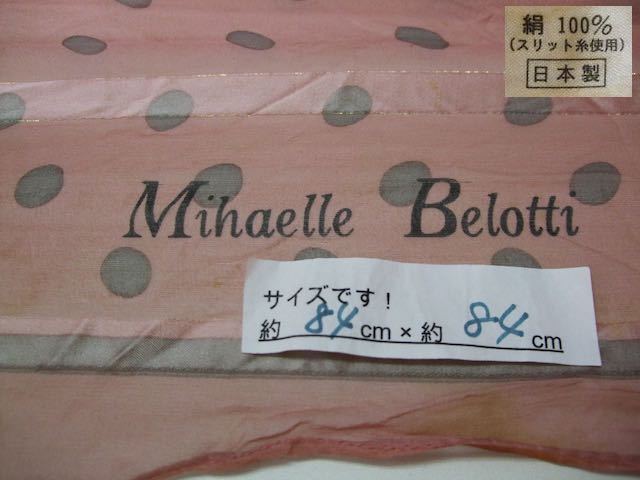 絹 100%
(スリット糸使用)
日本製
Mihaelle Belotti
サイズです!
約 84 cm × 約 84 cm